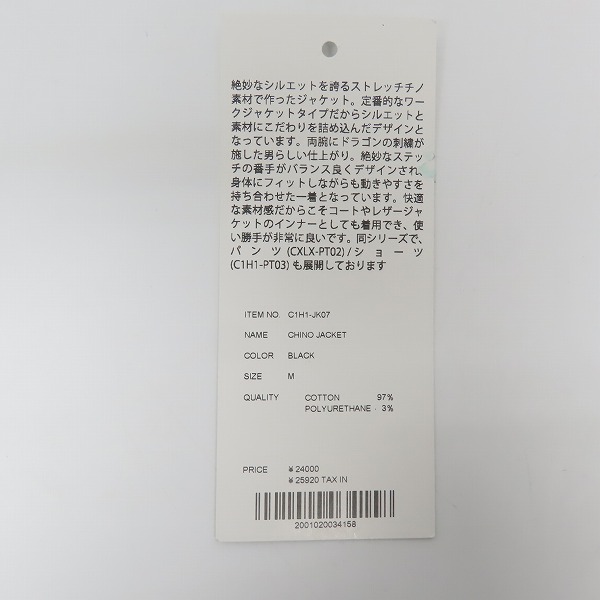 絶妙なシルエットを誇るストレッチチノ
素材で作ったジャケット。定番的なワー
クジャケットタイプだからシルエットと
素材にこだわりを詰め込んだデザインと
なっています。両腕にドラゴンの刺繍が
施した男らしい仕上がり。絶妙なステッ
チの番手がバランス良くデザインされ、
身体にフィットしながらも動きやすさを
持ち合わせた一着となっています。快適
な素材感だからこそコートやレザージャ
ケットのインナーとしても着用でき、使
い勝手が非常に良いです。同シリーズで、
パンツ(CXLX-PT02)/ショーツ
(C1H1-PT03) も展開しております
ITEM NO. C1H1-JK07
NAME CHINO JACKET
COLOR BLACK
SIZE M
QUALITY COTTON 97%
POLYURETHANE · 3%
PRICE ¥ 24000
¥ 25920 TAX IN
2001020034158